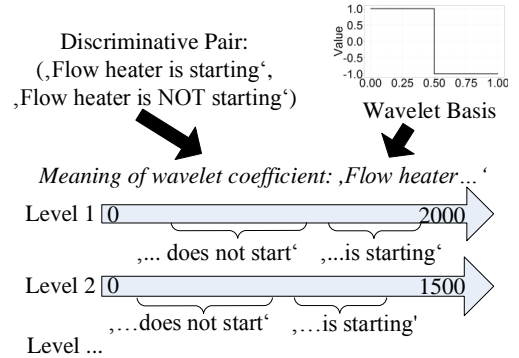 Discriminative Pair:
(‚Flow heater is starting‘,
‚Flow heater is NOT starting‘)
Value
1.0
0.5
0.0
-0.5
-1.0
0.00 0.25 0.50 0.75 1.00
Wavelet Basis
Meaning of wavelet coefficient: ‚Flow heater…‘
Level 1 0 2000
‚... does not start‘ ‚...is starting‘
Level 2 0 1500
‚…does not start‘ ‚…is starting'
Level ...